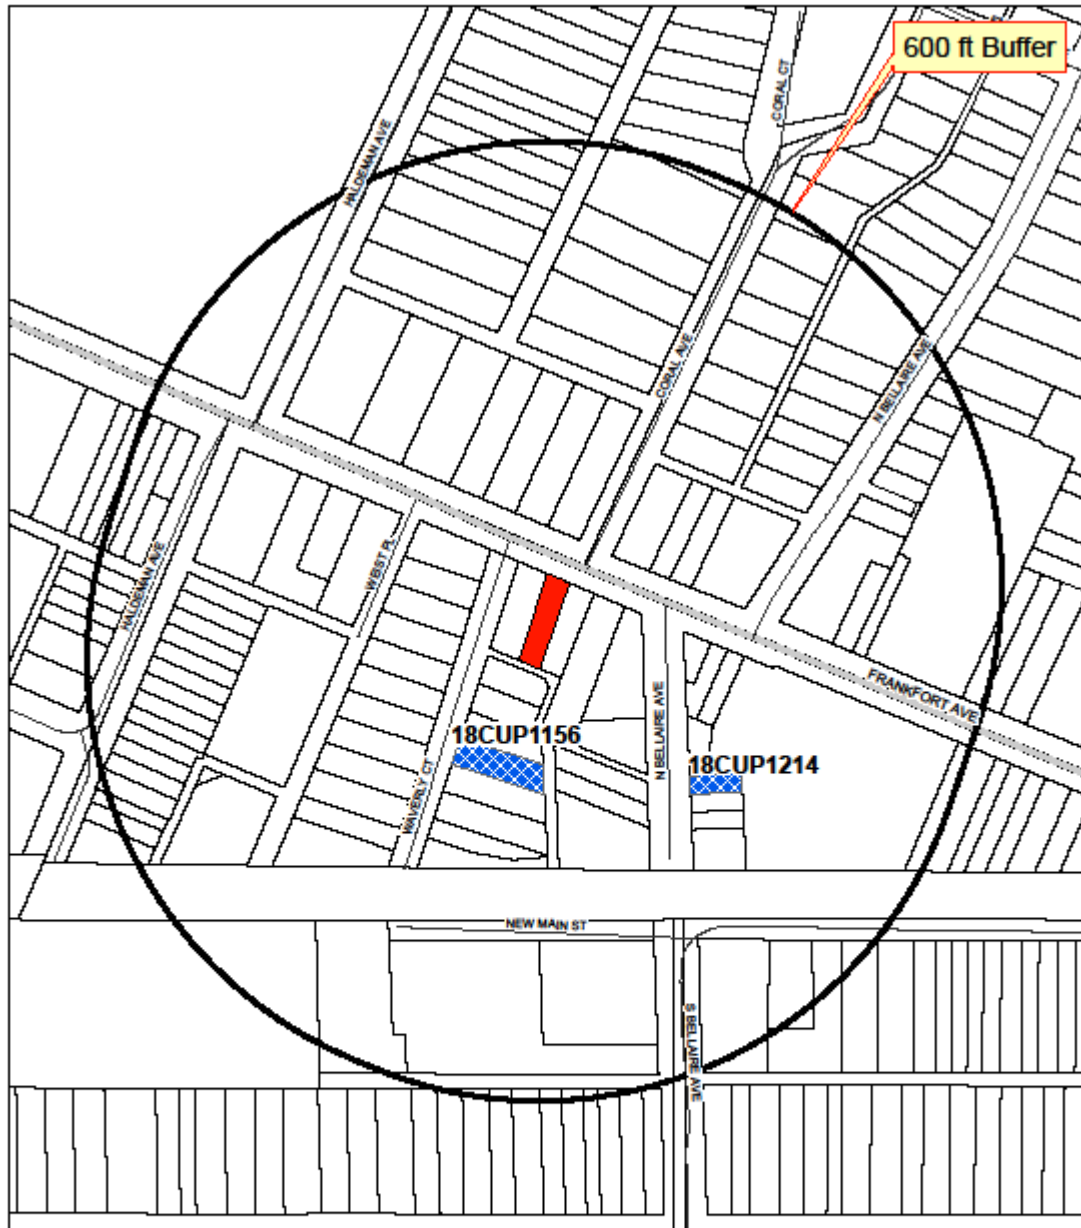 600 ft Buffer
CORAL CT
HALDEMAN AVE
CORAL AVE
N BELLAIRE AVE
WEST PL
HALDEMAN AVE
FRANKFORT AVE
18CUP1156
N BELLAIRE AVE
18CUP1214
WAVERLY CT
NEW MAIN ST
S BELLAIRE AVE